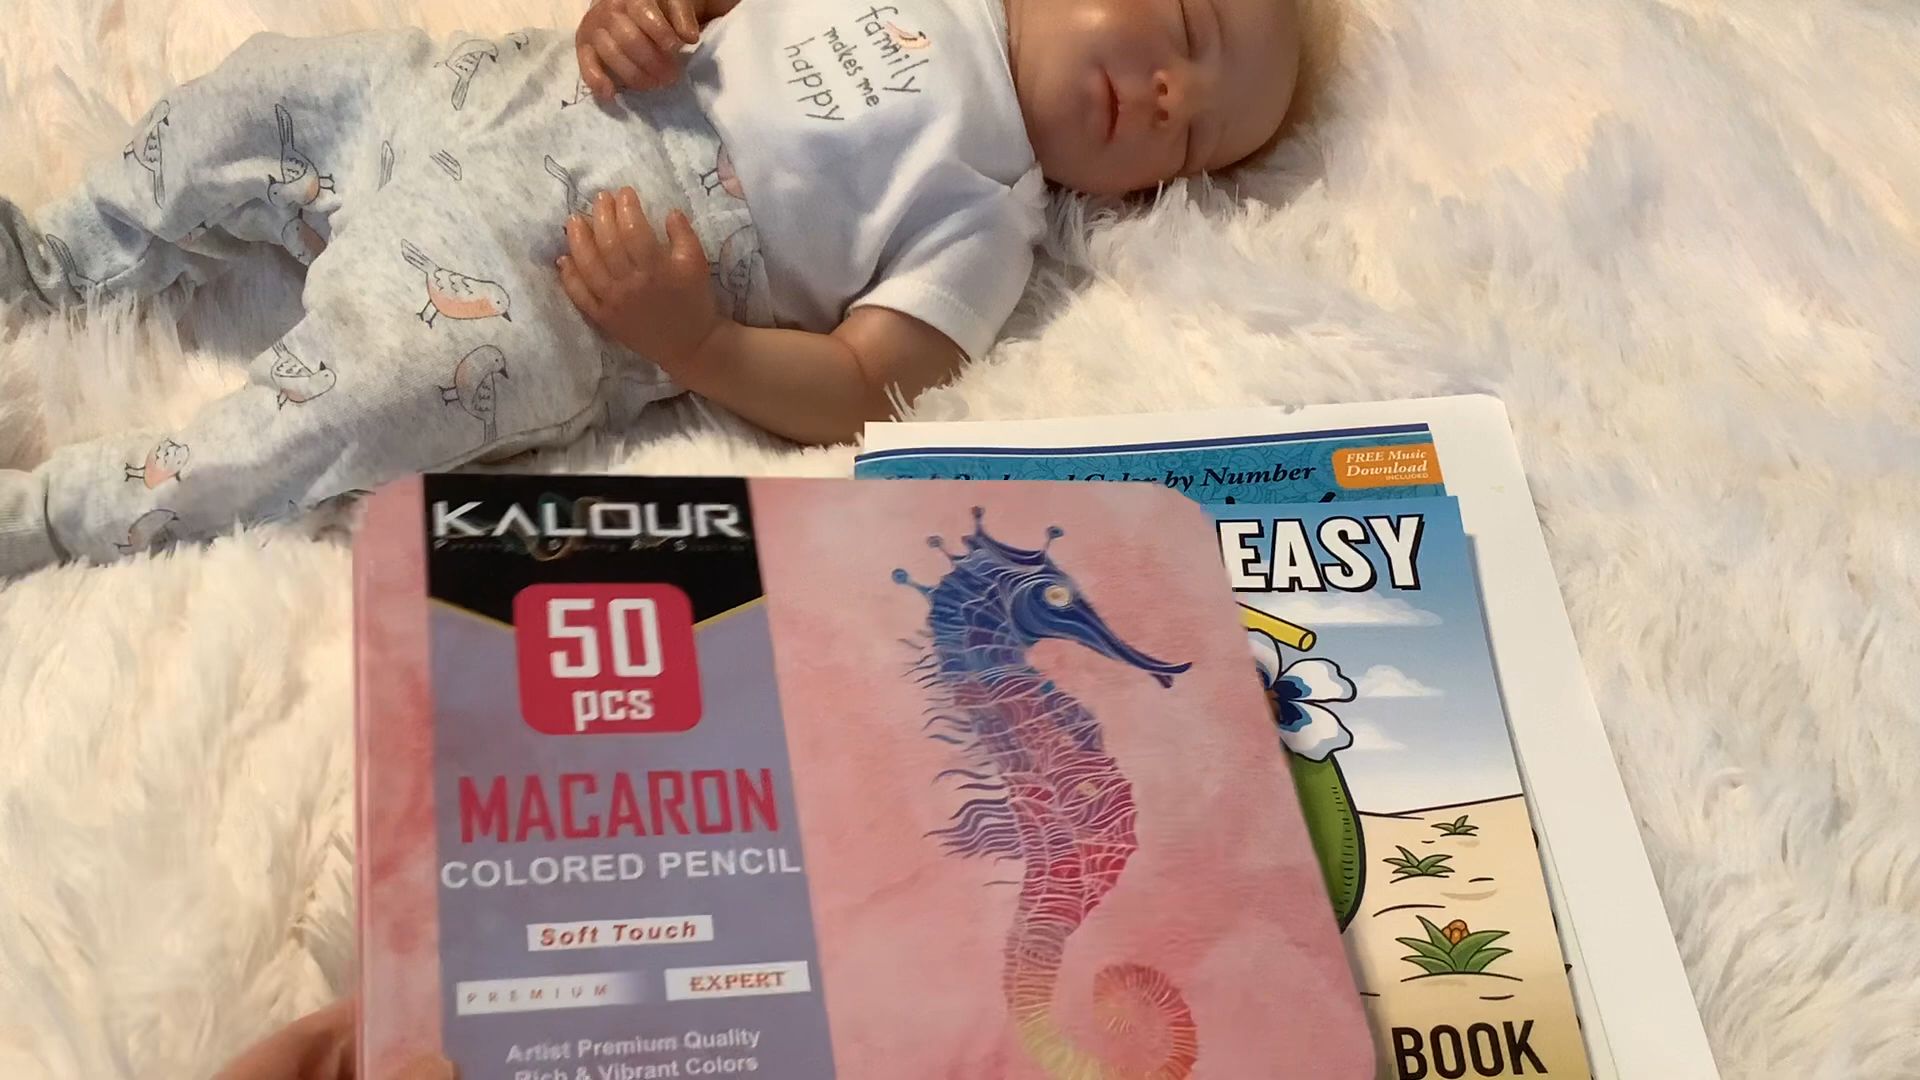 family
makes me
happy
Color by Number
FREE Music
Download
INCLUDED
EASY
BOOK
KALOUR
50
pcs
MACARON
COLORED PENCIL
Soft Touch
PREMIUM
EXPERT
Artist Premium Quality
Rich & Vibrant Colors